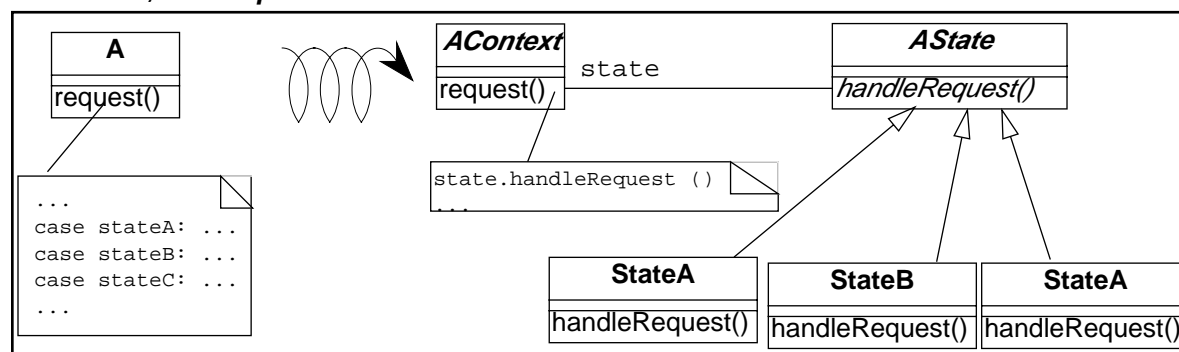 A
request()
...
case stateA: ...
case stateB: ...
case stateC: ...
...
AContext
request()
state
AState
handleRequest()
state.handleRequest ()
...
StateA
handleRequest()
StateB
handleRequest()
StateA
handleRequest()